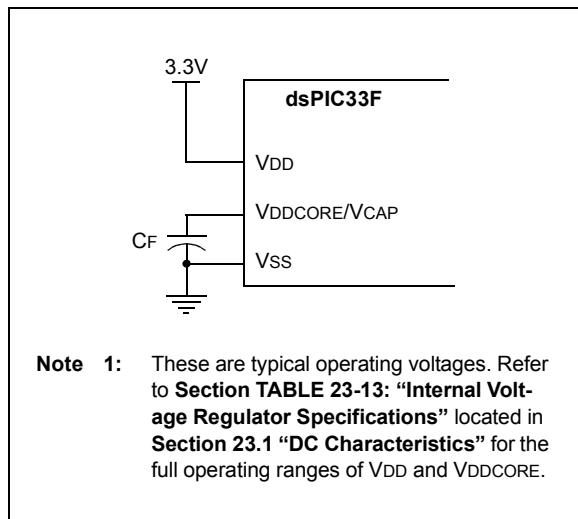 3.3V
dsPIC33F
VDD
VDDCORE/VCAP
CF
VSS
Note 1: These are typical operating voltages. Refer
to Section TABLE 23-13: “Internal Volt-
age Regulator Specifications” located in
Section 23.1 “DC Characteristics” for the
full operating ranges of VDD and VDDCORE.